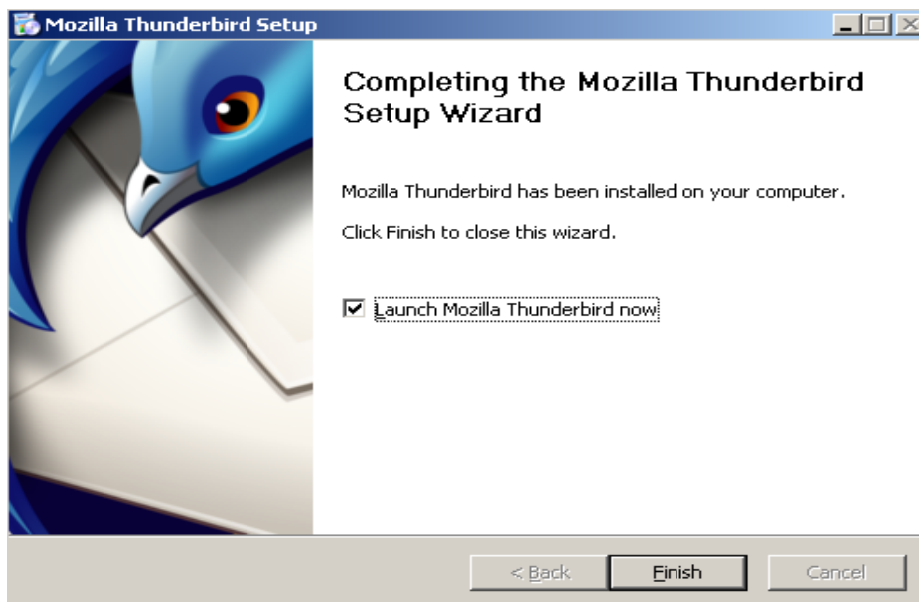 Mozilla Thunderbird Setup
Completing the Mozilla Thunderbird
Setup Wizard
Mozilla Thunderbird has been installed on your computer.
Click Finish to close this wizard.
Launch Mozilla Thunderbird now
< Back
Finish
Cancel